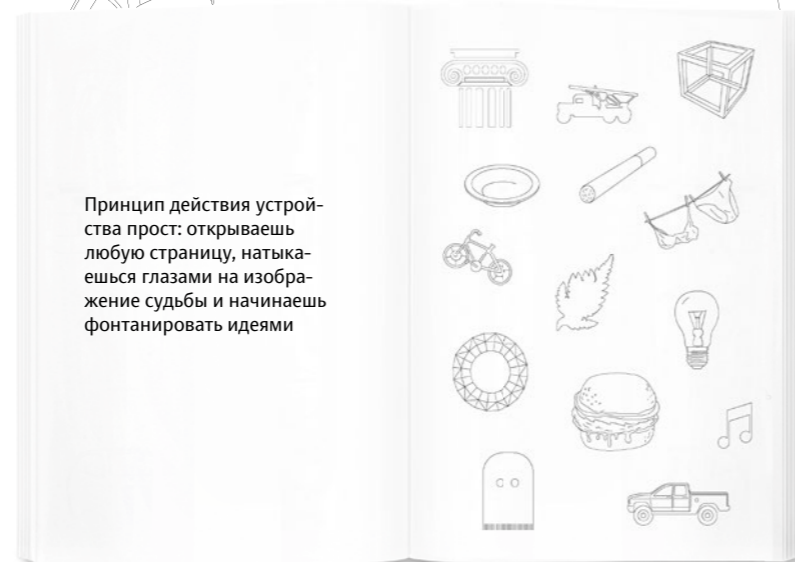 Принцип действия устрой-
ства прост: открываешь
любую страницу, натыка-
ешься глазами на изобра-
жение судьбы и начинаешь
фонтанировать идеями